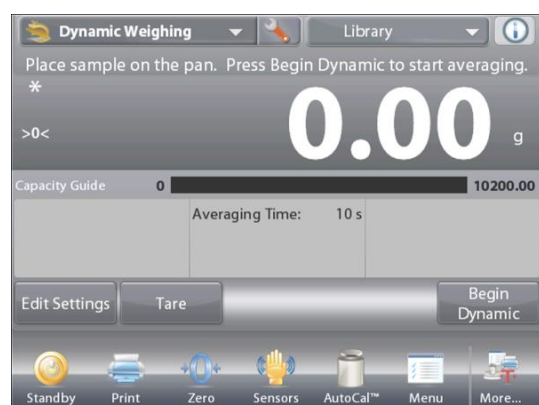 Dynamic Weighing Library
Place sample on the pan. Press Begin Dynamic to start averaging.
*
>0< 0.00 g
Capacity Guide 0 10200.00
Averaging Time: 10 s
Edit Settings Tare Begin Dynamic
Standby Print Zero Sensors AutoCal™ Menu More...